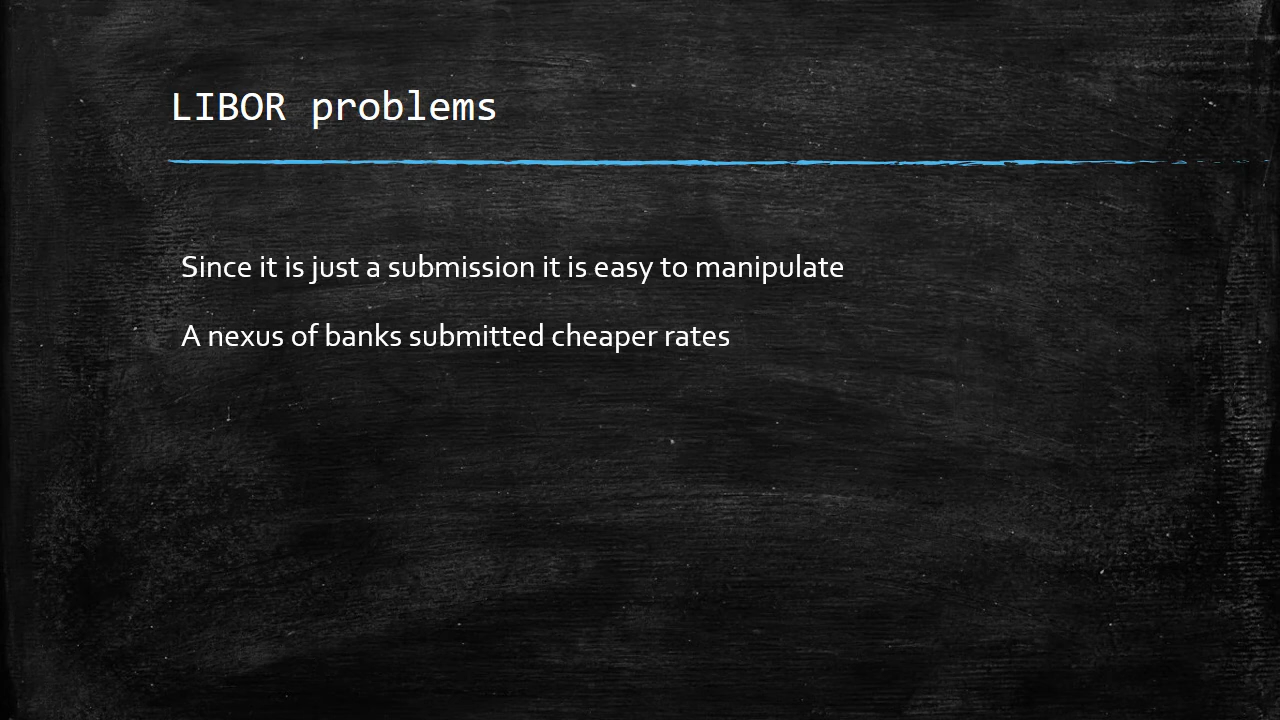 LIBOR problems
Since it is just a submission it is easy to manipulate
A nexus of banks submitted cheaper rates